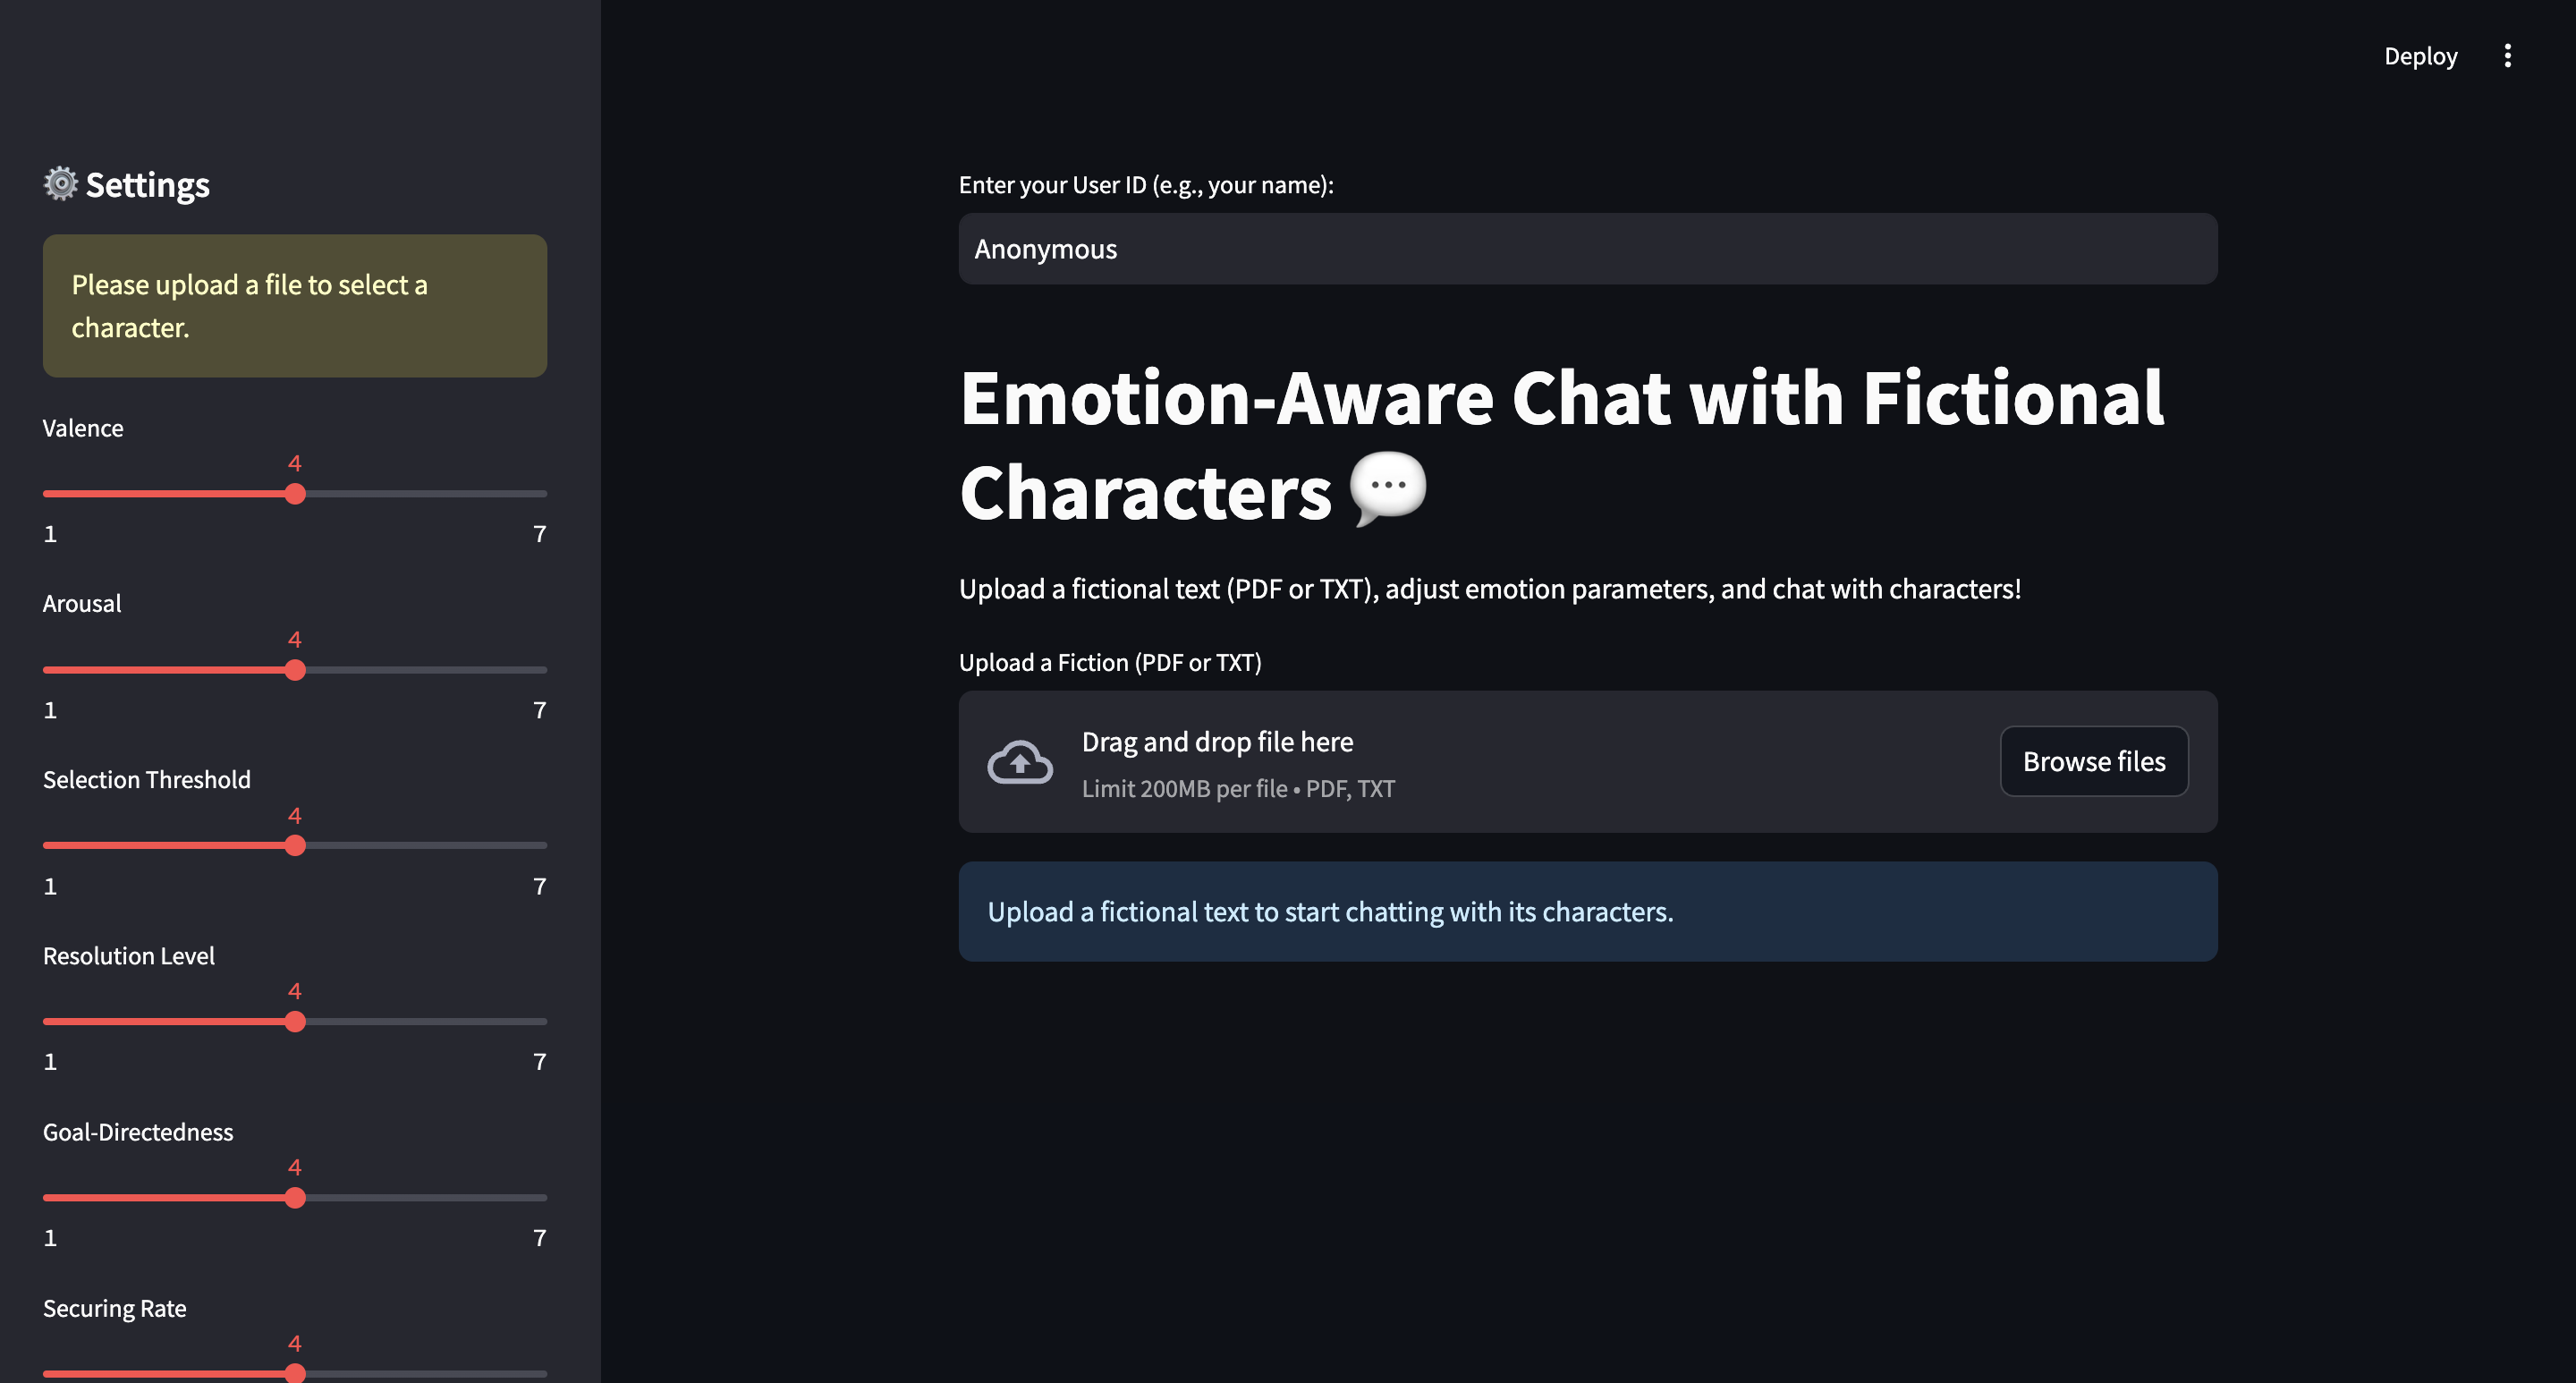 Deploy
⚙️ Settings
Please upload a file to select a
character.
Valence
4
1 7
Arousal
4
1 7
Selection Threshold
4
1 7
Resolution Level
4
1 7
Goal-Directedness
4
1 7
Securing Rate
4
Enter your User ID (e.g., your name):
Anonymous
Emotion-Aware Chat with Fictional
Characters 💬
Upload a fictional text (PDF or TXT), adjust emotion parameters, and chat with characters!
Upload a Fiction (PDF or TXT)
Drag and drop file here
Limit 200MB per file • PDF, TXT
Browse files
Upload a fictional text to start chatting with its characters.